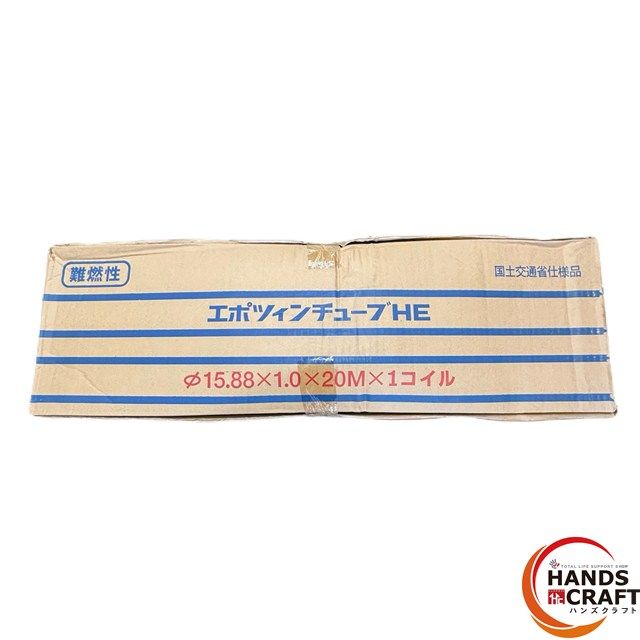 難燃性
国土交通省仕様品
エポツィンチューブHE
φ15.88×1.0×20M×1コイル
TOTAL LIFE SUPPORT SHOP
HANDS
CRAFT
ハンズクラフト